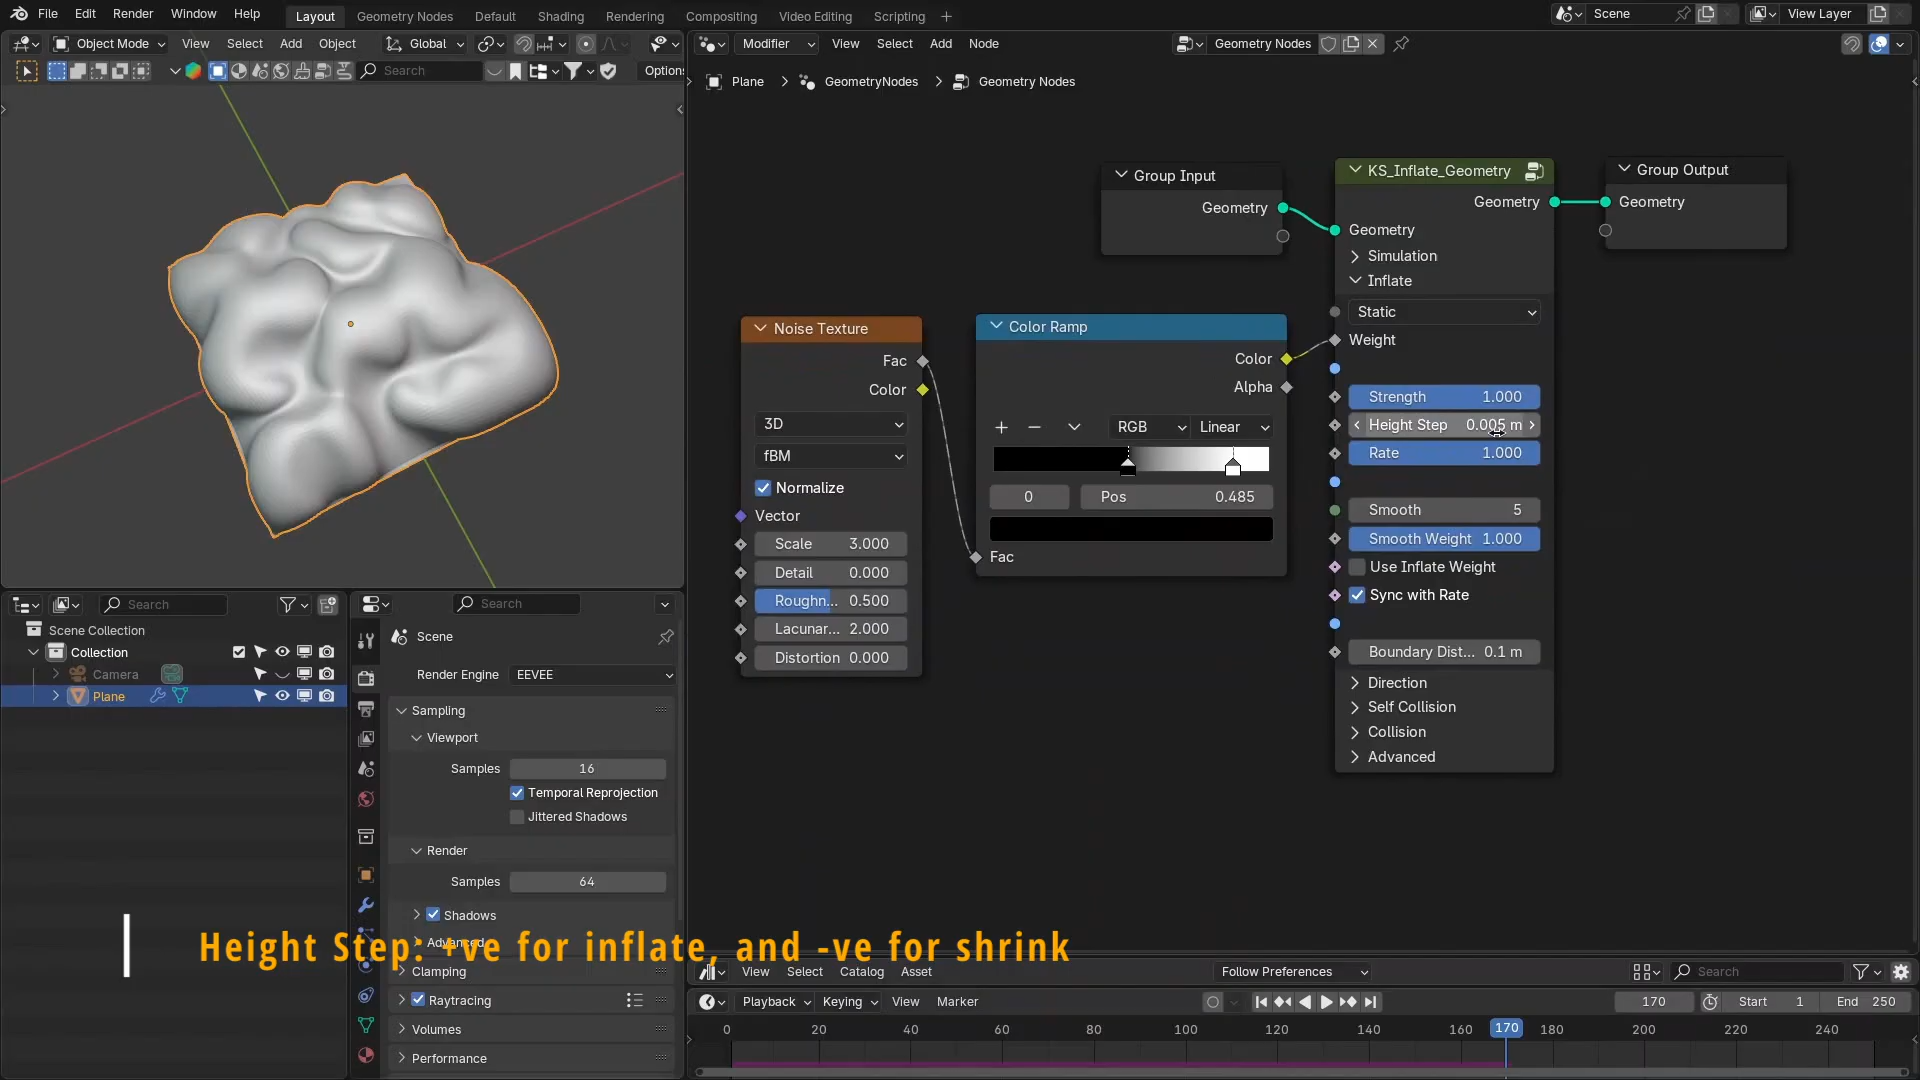 File Edit Render Window Help Layout Geometry Nodes Default Shading Rendering Compositing Video Editing Scripting Scene View Layer
Object Mode View Select Add Object Global
Search Options
Modifier View Select Add Node Geometry Nodes
Plane GeometryNodes Geometry Nodes
Group Input
Geometry
KS_Inflate_Geometry
Geometry
Geometry
Simulation
Inflate
Static
Weight
Strength 1.000
Height Step 0.005 m
Rate 1.000
Smooth 5
Smooth Weight 1.000
Use Inflate Weight
Sync with Rate
Boundary Dist... 0.1 m
Direction
Self Collision
Collision
Advanced
Group Output
Geometry
Noise Texture
Fac
Color
3D
fBM
Normalize
Vector
Scale 3.000
Detail 0.000
Roughn... 0.500
Lacunar... 2.000
Distortion 0.000
Color Ramp
Color
Alpha
RGB Linear
0 Pos 0.485
Fac
Search
Scene Collection
Collection
Camera
Plane
Search
Scene
Render Engine EEVEE
Sampling
Viewport
Samples 16
Temporal Reprojection
Jittered Shadows
Render
Samples 64
Shadows
Advanced
Clamping
Raytracing
Volumes
Performance
Height Step: +ve for inflate, and -ve for shrink
View Select Catalog Asset Follow Preferences Search
Playback Keying View Marker 170 Start 1 End 250
0 20 40 60 80 100 120 140 160 170 180 200 220 240